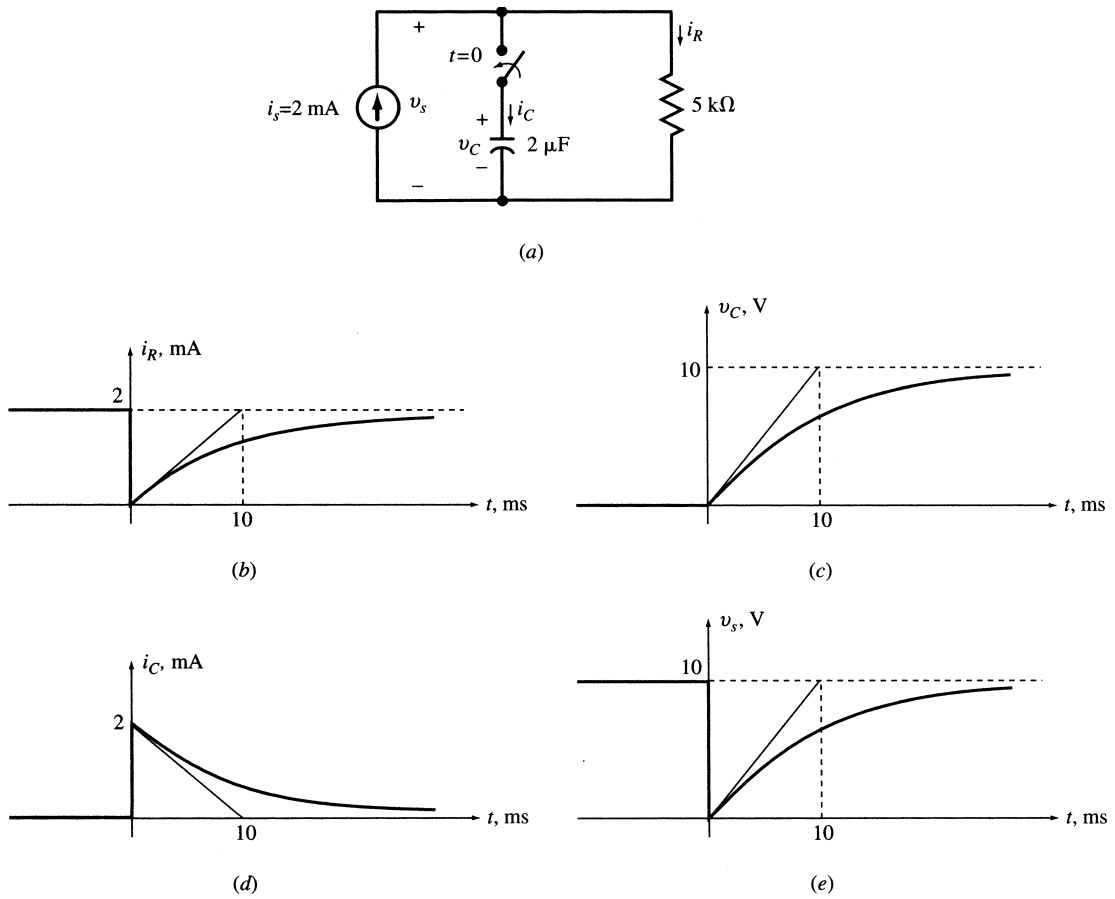 +
i_R
t=0
i_s=2 mA
υ_s
i_C
5 kΩ
+
υ_C
2 μF
−
−
(a)
i_R, mA
2
t, ms
10
(b)
υ_C, V
10
t, ms
10
(c)
i_C, mA
2
t, ms
10
(d)
υ_s, V
10
t, ms
10
(e)